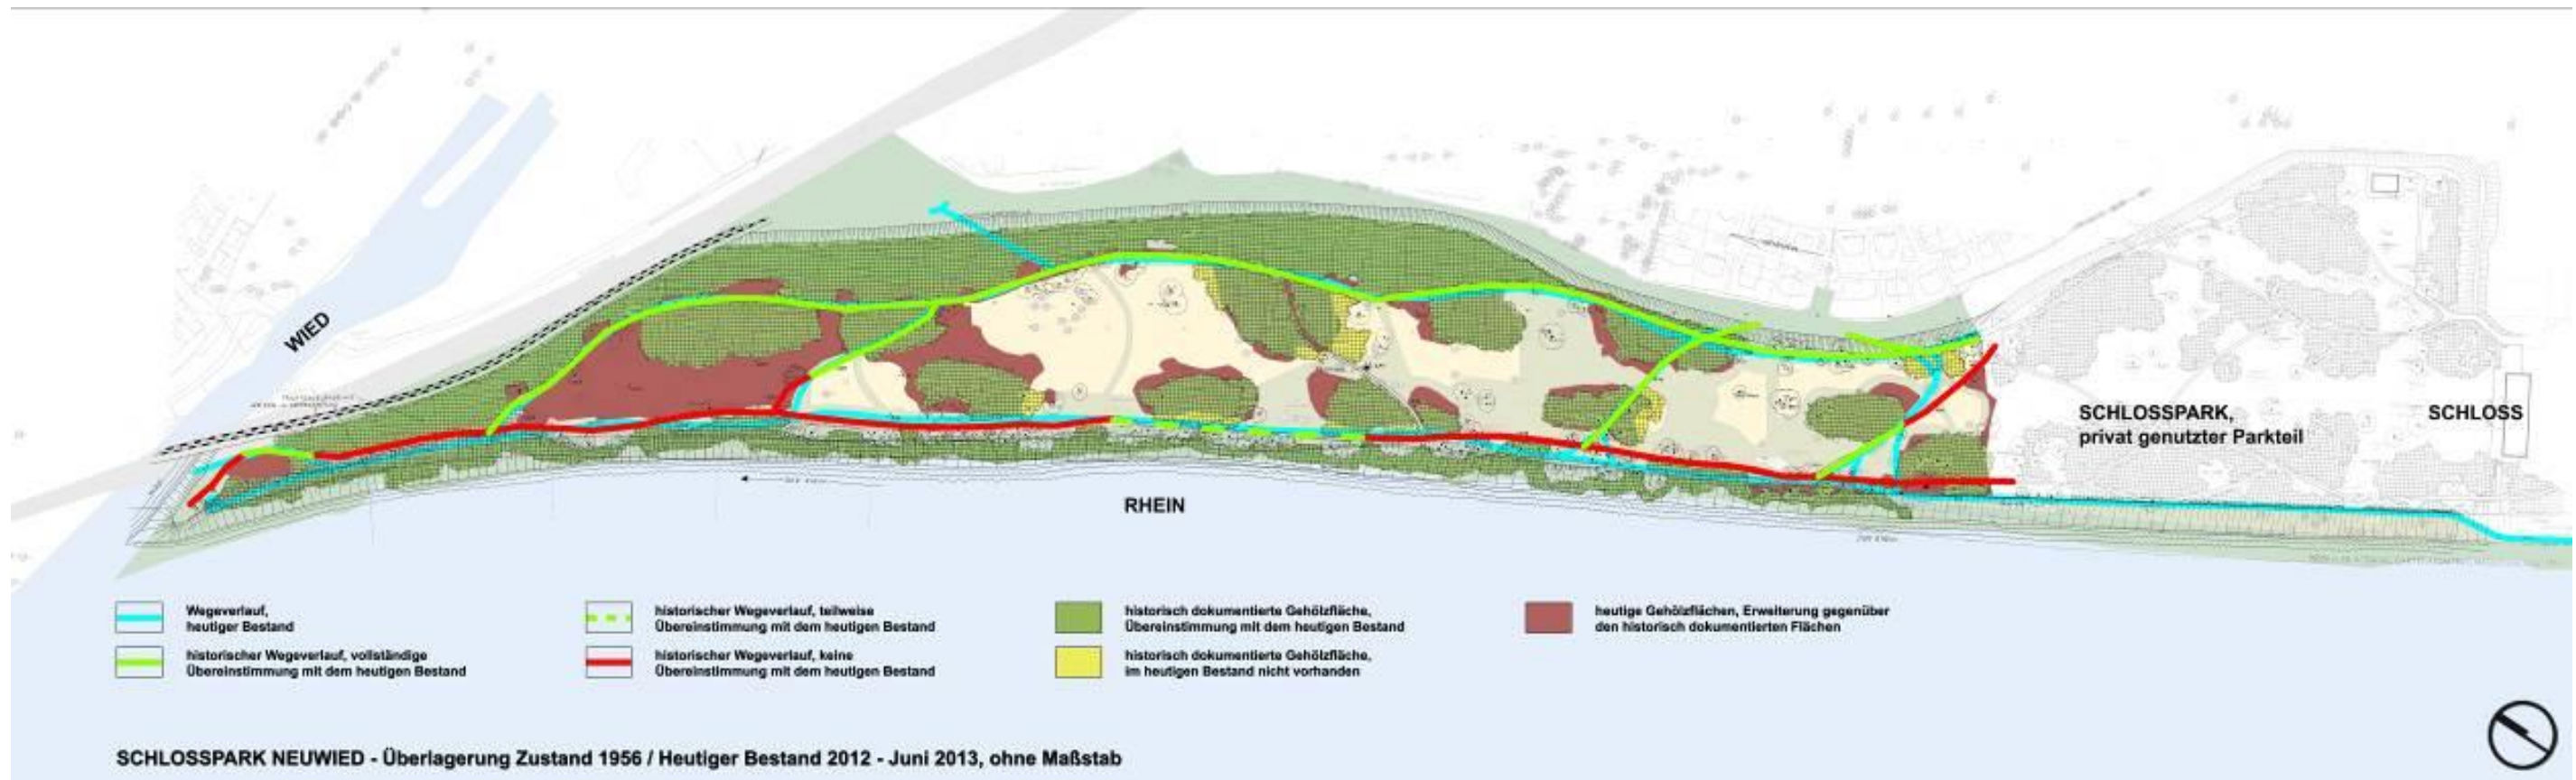 WIED
SCHLOSSPARK,
privat genutzter Parkteil
SCHLOSS
RHEIN
Wegeverlauf,
heutiger Bestand
historischer Wegeverlauf, vollständige
Übereinstimmung mit dem heutigen Bestand
historischer Wegeverlauf, teilweise
Übereinstimmung mit dem heutigen Bestand
historischer Wegeverlauf, keine
Übereinstimmung mit dem heutigen Bestand
historisch dokumentierte Gehölzfläche,
Übereinstimmung mit dem heutigen Bestand
historisch dokumentierte Gehölzfläche,
im heutigen Bestand nicht vorhanden
heutige Gehölzflächen, Erweiterung gegenüber
den historisch dokumentierten Flächen
SCHLOSSPARK NEUWIED - Überlagerung Zustand 1956 / Heutiger Bestand 2012 - Juni 2013, ohne Maßstab